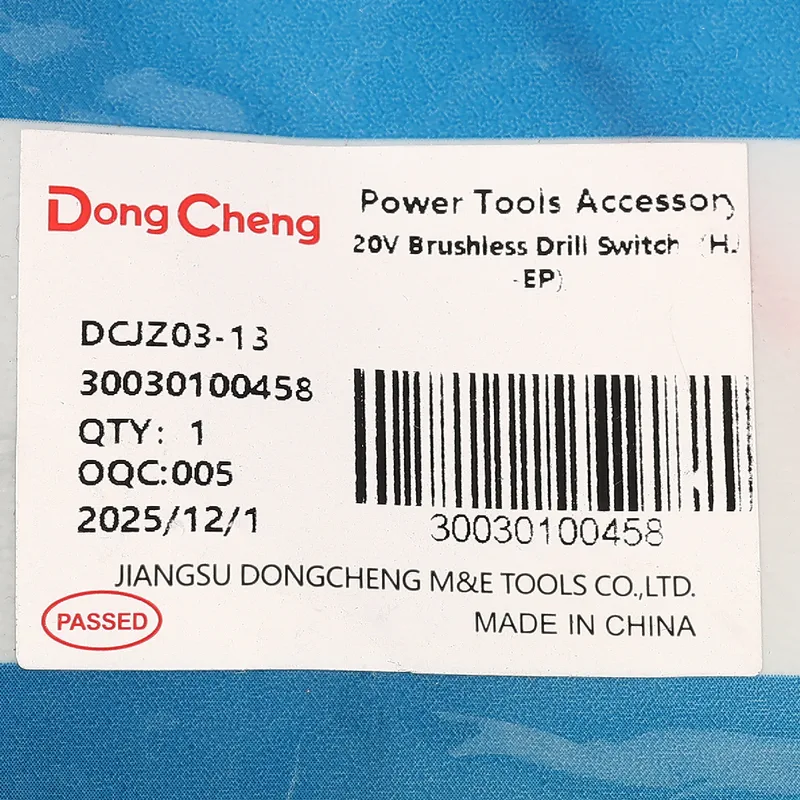 Dong Cheng
Power Tools Accessory
20V Brushless Drill Switch (HJ
-EP)
DCJZ03-13
30030100458
QTY: 1
OQC:005
2025/12/1
30030100458
JIANGSU DONGCHENG M&E TOOLS CO.,LTD.
PASSED
MADE IN CHINA